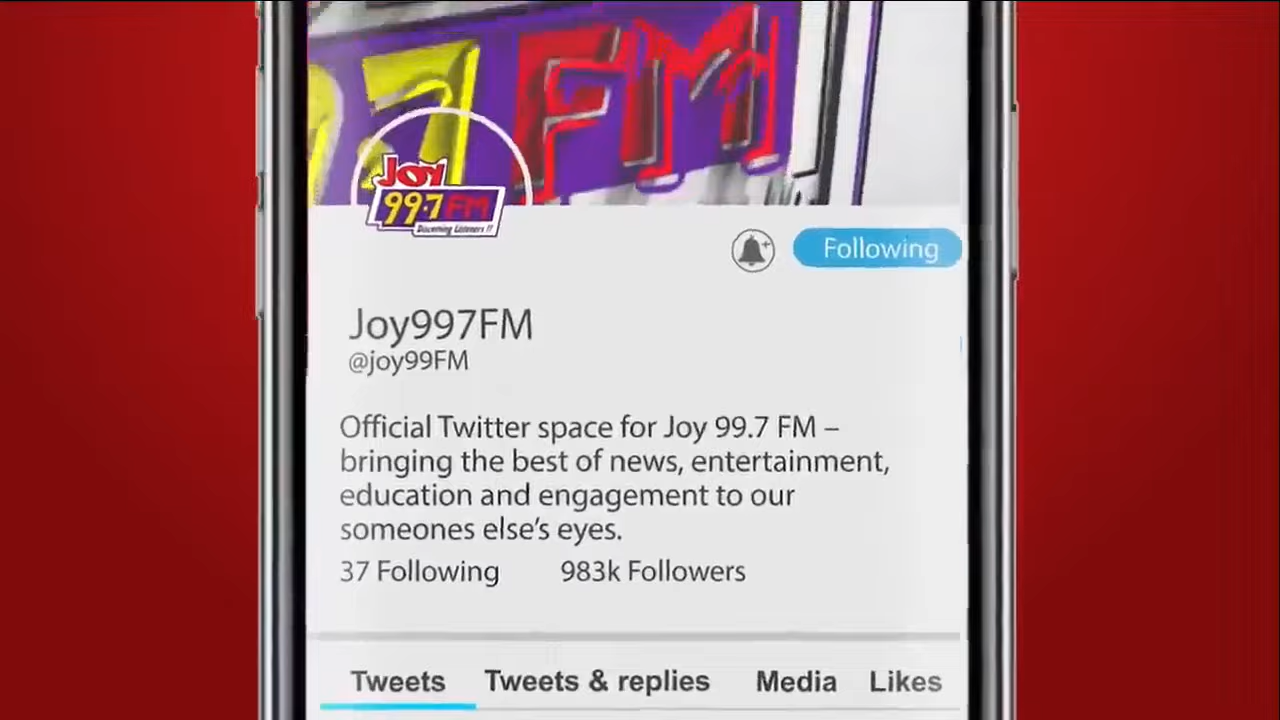 97 FM
JOY
99.7 FM
Discerning Listeners !!
Following
Joy997FM
@joy99FM
Official Twitter space for Joy 99.7 FM –
bringing the best of news, entertainment,
education and engagement to our
someones else’s eyes.
37 Following 983k Followers
Tweets Tweets & replies Media Likes